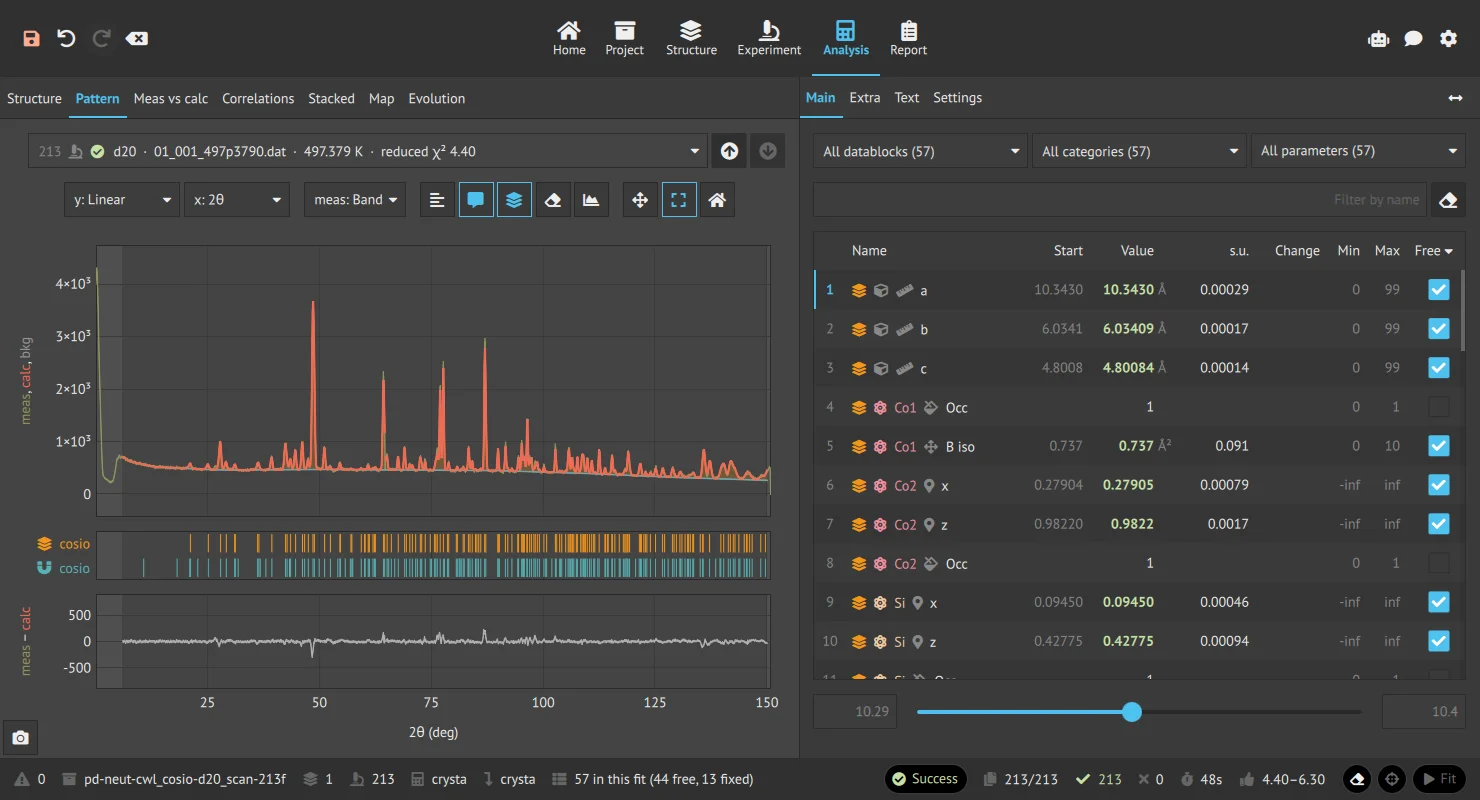 Home Project Structure Experiment Analysis Report
Structure Pattern Meas vs calc Correlations Stacked Map Evolution
Main Extra Text Settings
213 d20 · 01_001_497p3790.dat · 497.379 K · reduced χ² 4.40
All datablocks (57) All categories (57) All parameters (57)
y: Linear x: 2θ meas: Band
Filter by name
meas, calc, bkg
4×10³
3×10³
2×10³
1×10³
0
cosio
cosio
meas − calc
500
0
-500
25 50 75 100 125 150
2θ (deg)
Name Start Value s.u. Change Min Max Free
1 a 10.3430 10.3430 Å 0.00029 0 99
2 b 6.0341 6.03409 Å 0.00017 0 99
3 c 4.8008 4.80084 Å 0.00014 0 99
4 Co1 Occ 1 0 1
5 Co1 B iso 0.737 0.737 Å² 0.091 0 10
6 Co2 x 0.27904 0.27905 0.00079 -inf inf
7 Co2 z 0.98220 0.9822 0.0017 -inf inf
8 Co2 Occ 1 0 1
9 Si x 0.09450 0.09450 0.00046 -inf inf
10 Si z 0.42775 0.42775 0.00094 -inf inf
11 Si Occ 1 0 1
10.29 10.4
0 pd-neut-cwl_cosio-d20_scan-213f 1 213 crysta crysta 57 in this fit (44 free, 13 fixed) Success 213/213 213 0 48s 4.40–6.30 Fit